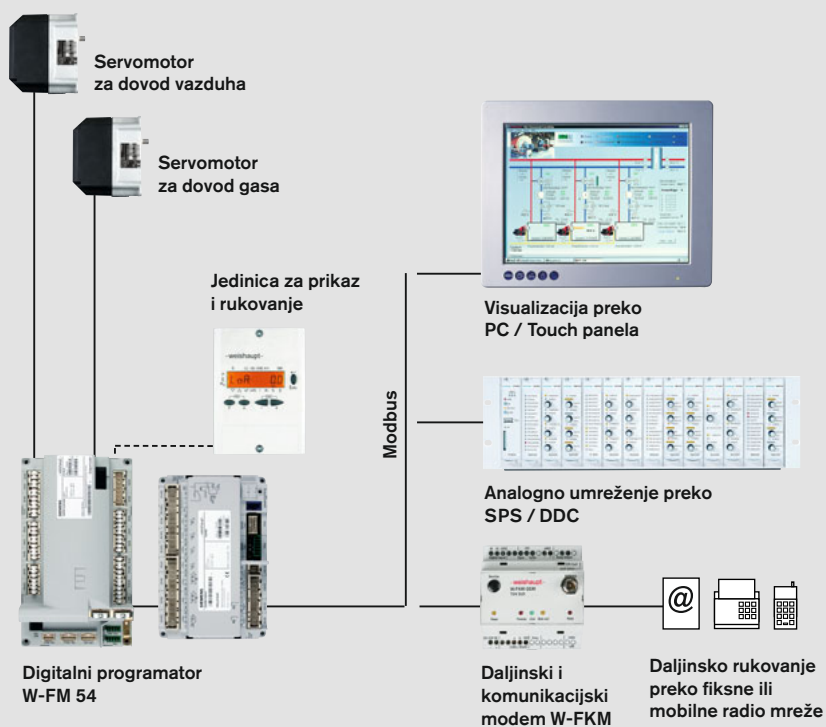 Servomotor
za dovod vazduha
Servomotor
za dovod gasa
Jedinica za prikaz
i rukovanje
-weishaupt-
Modbus
Visualizacija preko
PC / Touch panela
Analogno umreženje preko
SPS / DDC
-weishaupt-
@
Digitalni programator
W-FM 54
Daljinski i
komunikacijski
modem W-FKM
Daljinsko rukovanje
preko fiksne ili
mobilne radio mreže